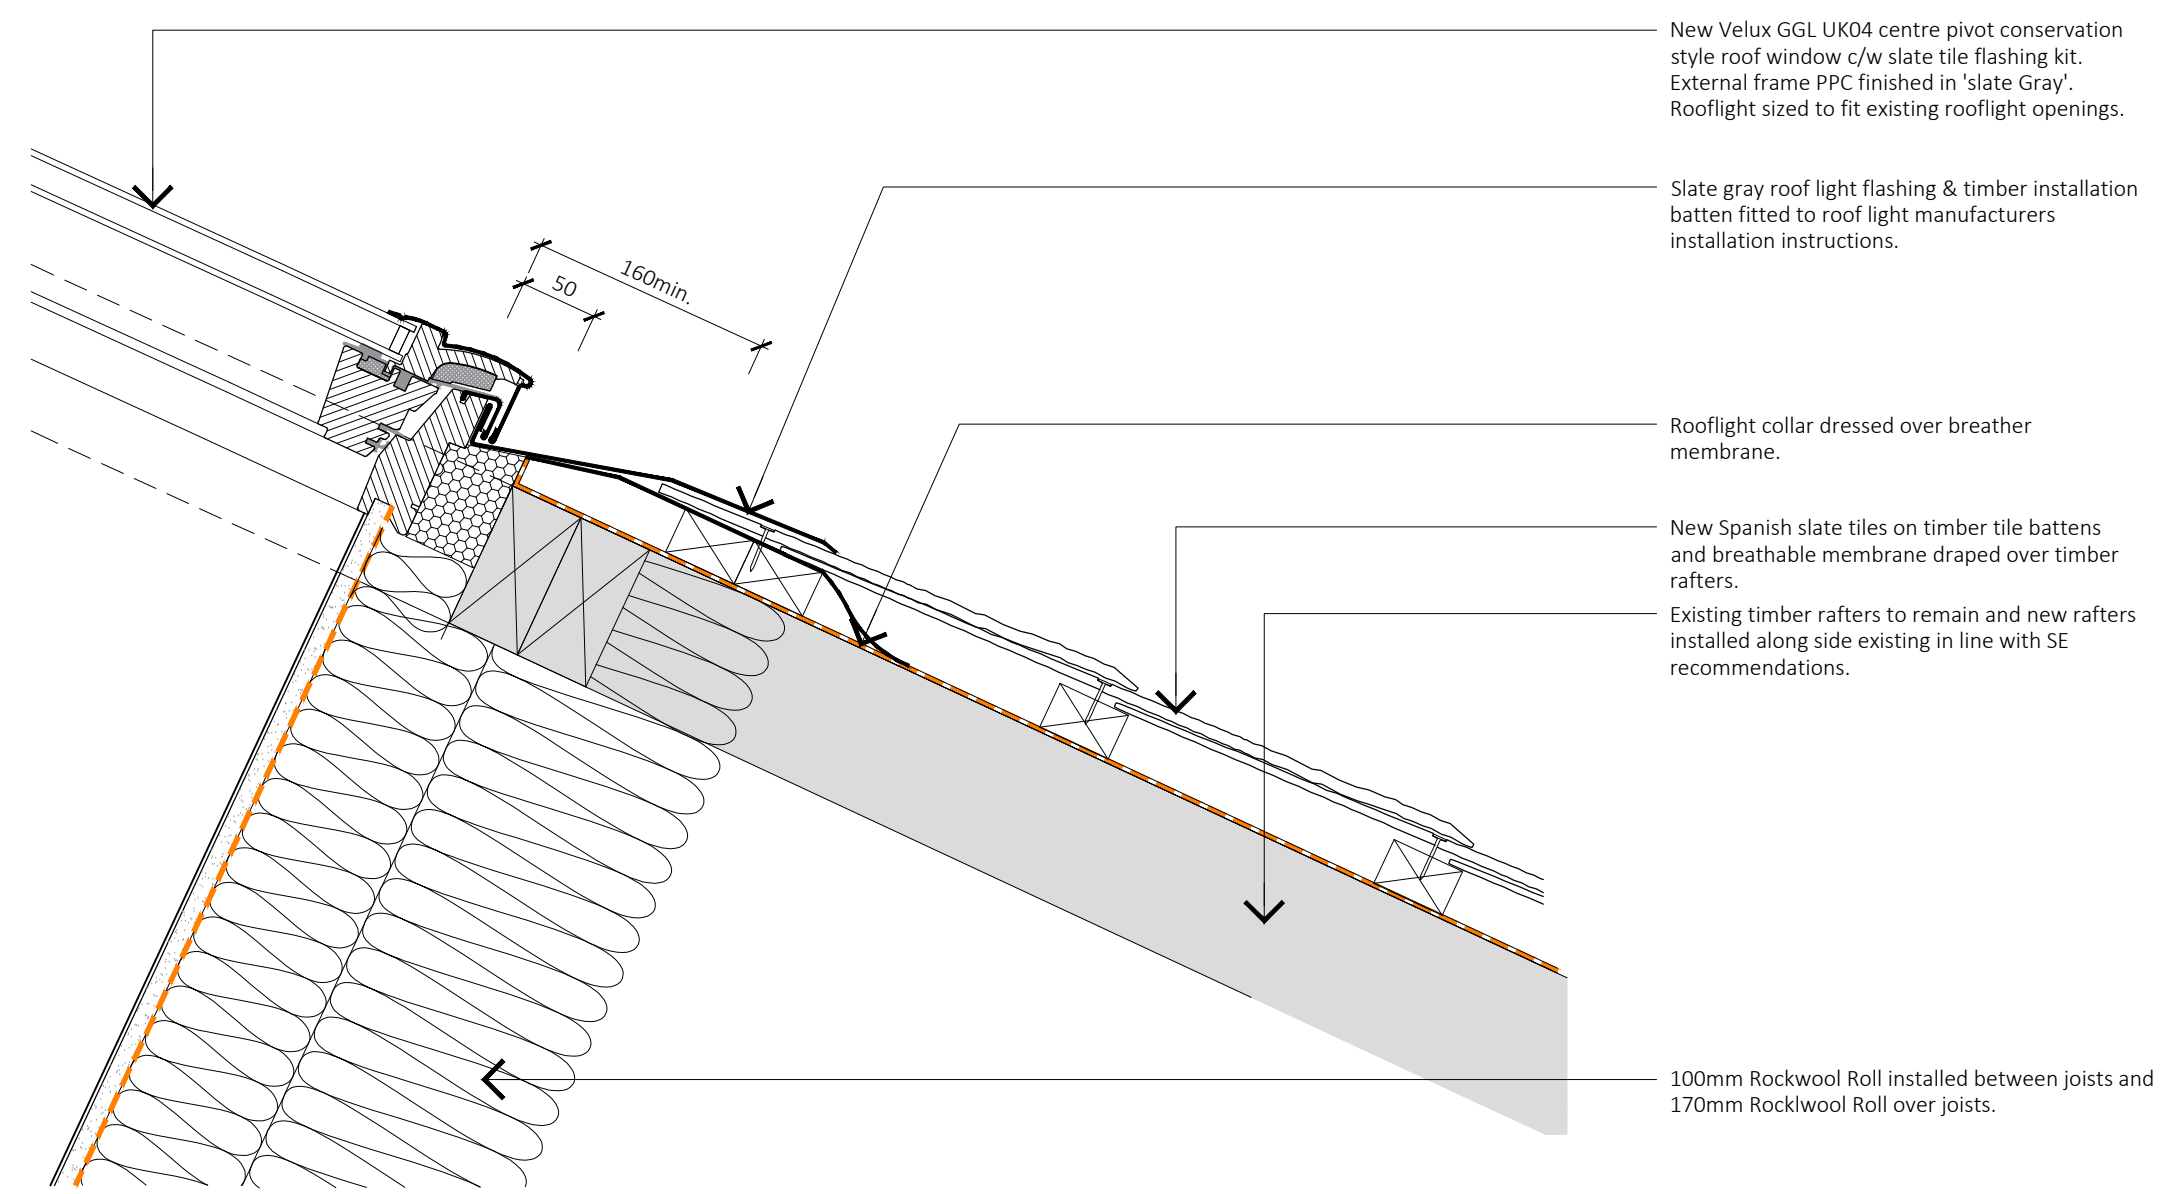 New Velux GGL UK04 centre pivot conservation
style roof window c/w slate tile flashing kit.
External frame PPC finished in 'slate Gray'.
Rooflight sized to fit existing rooflight openings.
Slate gray roof light flashing & timber installation
batten fitted to roof light manufacturers
installation instructions.
160min.
50
Rooflight collar dressed over breather
membrane.
New Spanish slate tiles on timber tile battens
and breathable membrane draped over timber
rafters.
Existing timber rafters to remain and new rafters
installed along side existing in line with SE
recommendations.
100mm Rockwool Roll installed between joists and
170mm Rocklwool Roll over joists.